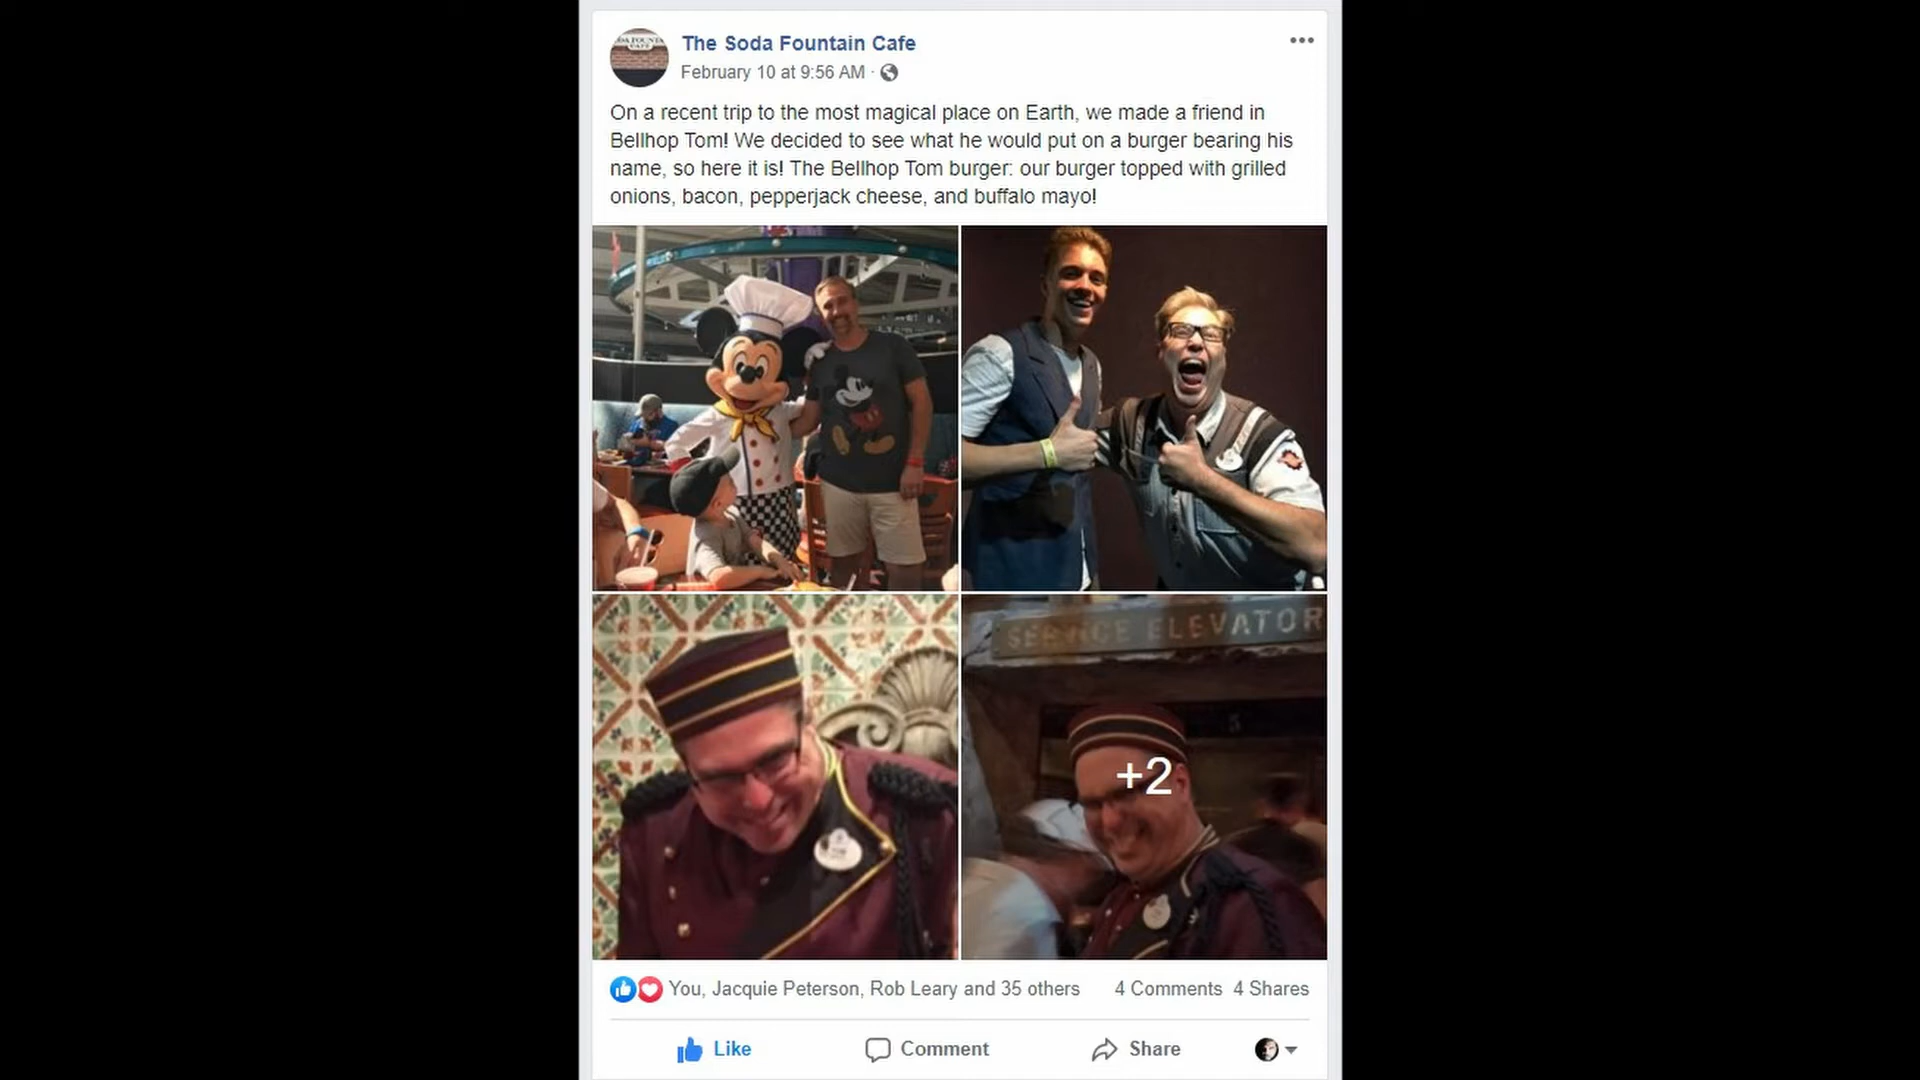 The Soda Fountain Cafe
February 10 at 9:56 AM ·
On a recent trip to the most magical place on Earth, we made a friend in
Bellhop Tom! We decided to see what he would put on a burger bearing his
name, so here it is! The Bellhop Tom burger: our burger topped with grilled
onions, bacon, pepperjack cheese, and buffalo mayo!
SERVICE ELEVATOR
+2
You, Jacquie Peterson, Rob Leary and 35 others 4 Comments 4 Shares
Like Comment Share